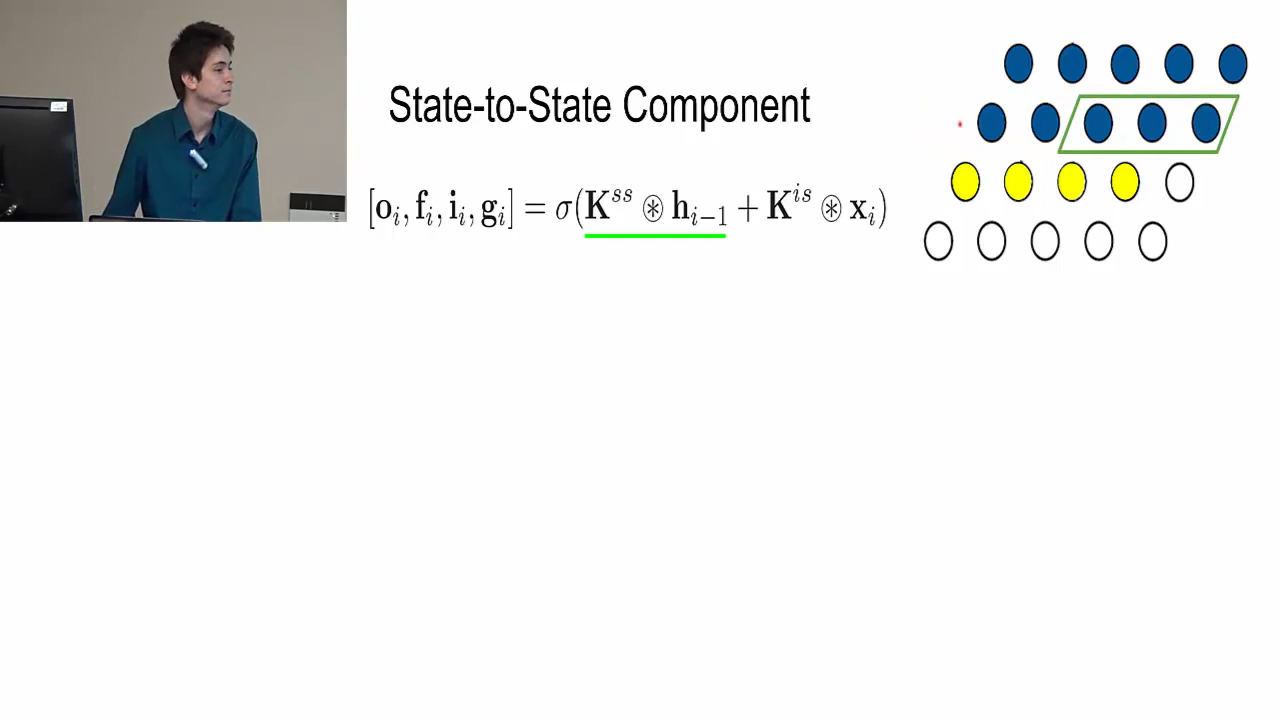 State-to-State Component
[o_i, f_i, i_i, g_i] = σ(K^{ss} ⊛ h_{i−1} + K^{is} ⊛ x_i)